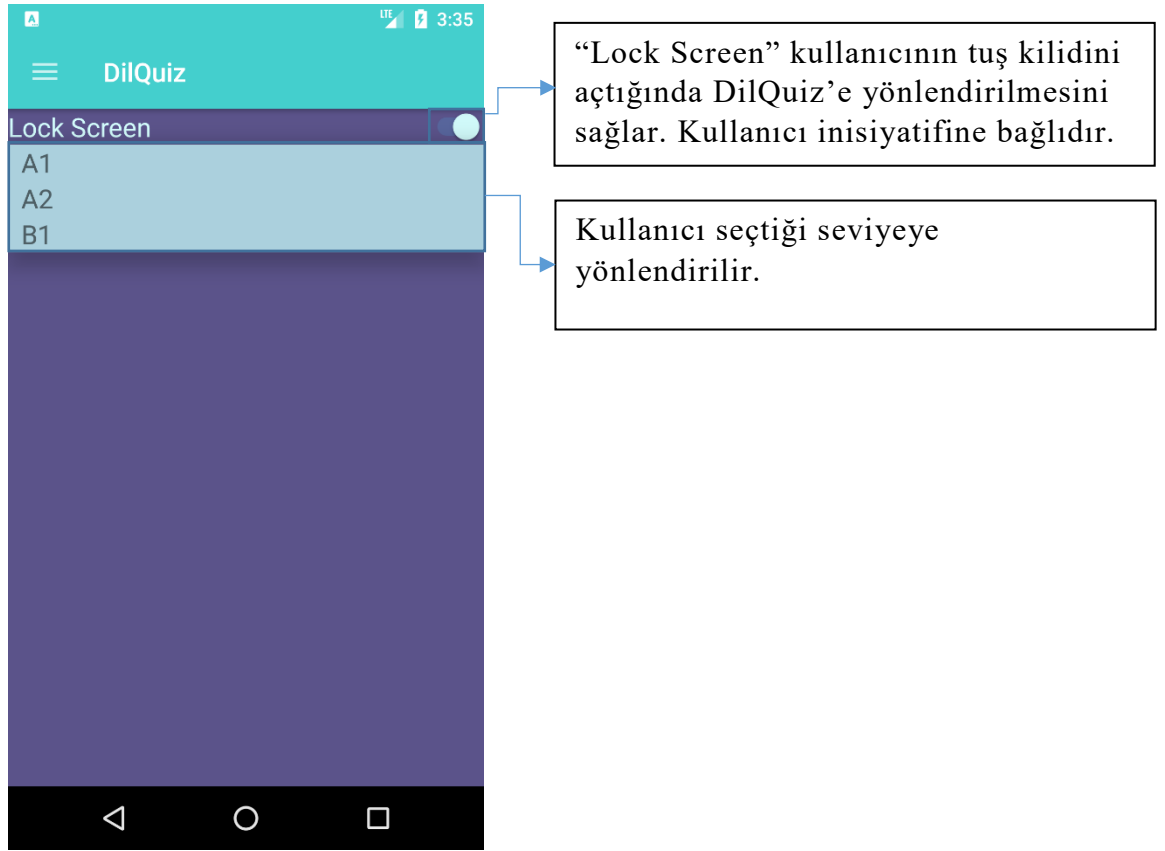 LTE 3:35
DilQuiz
Lock Screen
A1
A2
B1
“Lock Screen” kullanıcının tuş kilidini
açtığında DilQuiz’e yönlendirilmesini
sağlar. Kullanıcı inisiyatifine bağlıdır.
Kullanıcı seçtiği seviyeye
yönlendirilir.